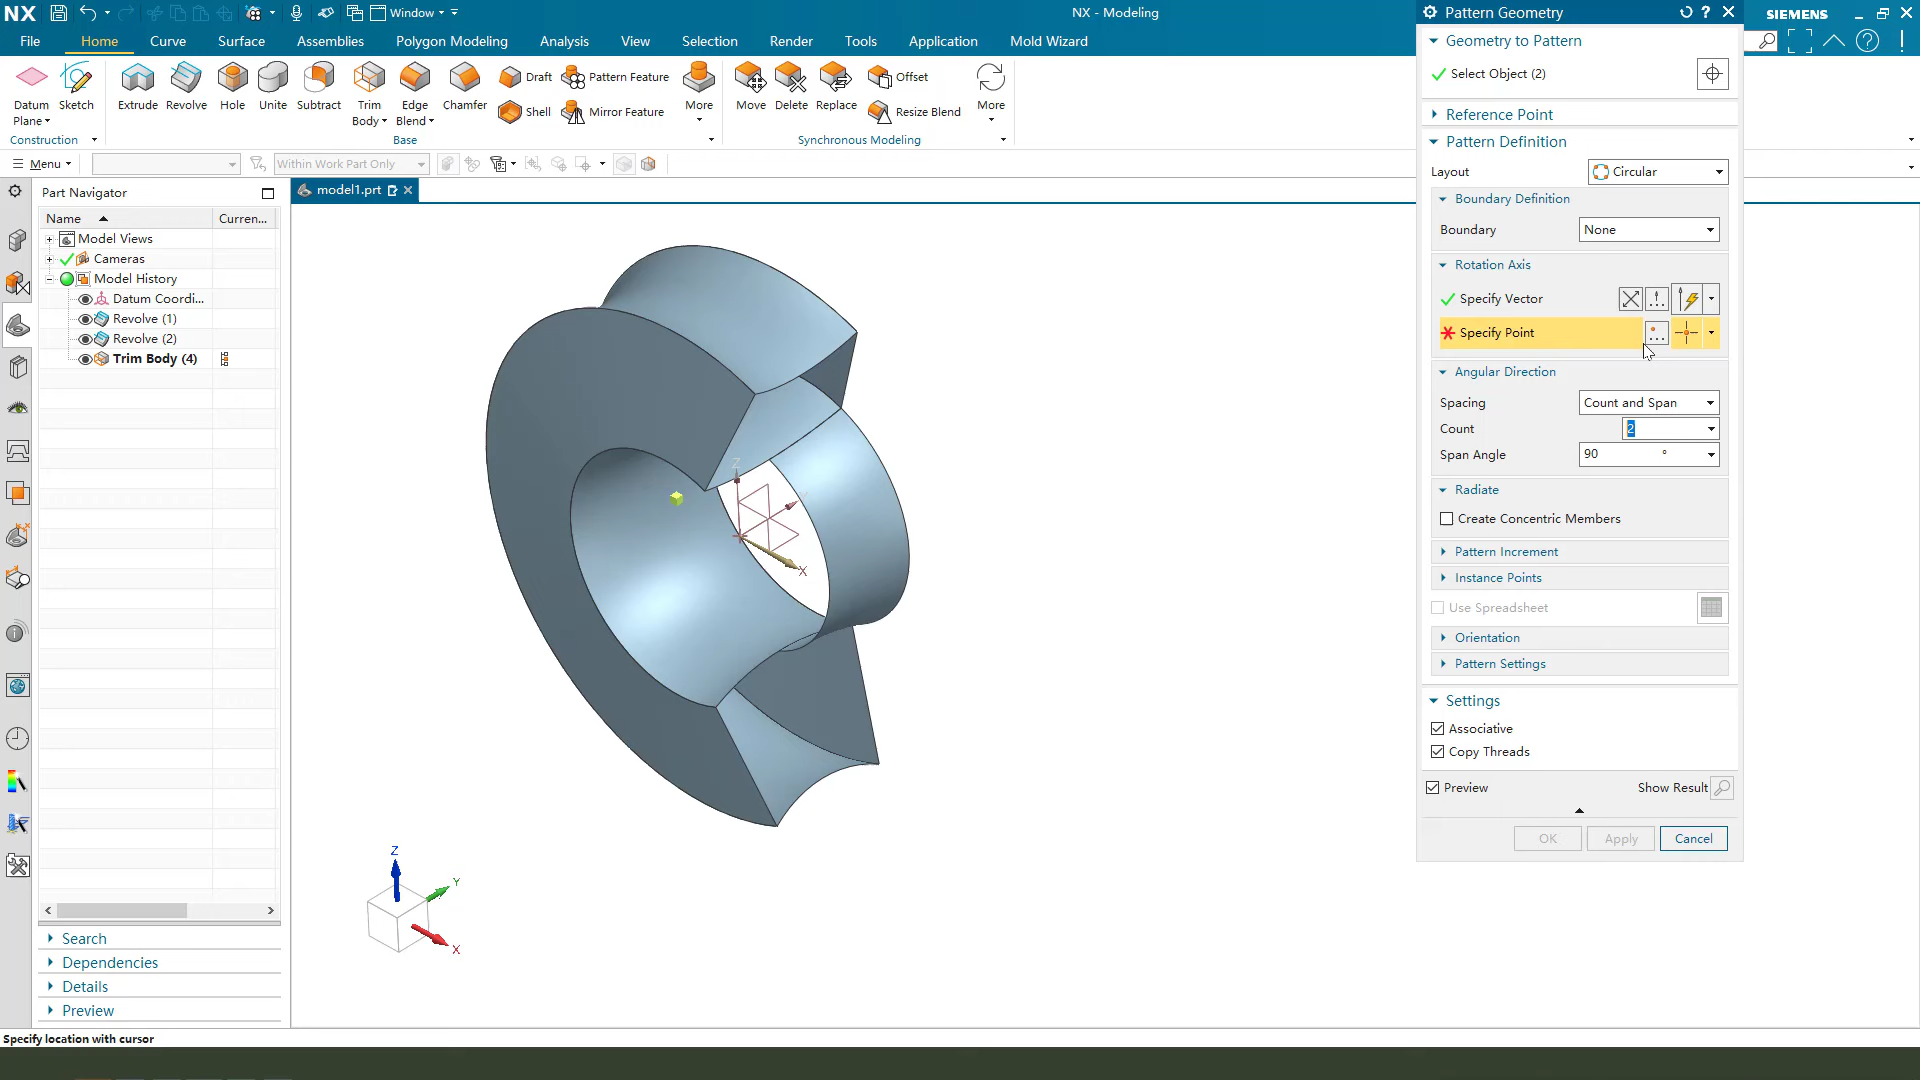 NX
Window
NX - Modeling
Pattern Geometry
SIEMENS
File
Home
Curve
Surface
Assemblies
Polygon Modeling
Analysis
View
Selection
Render
Tools
Application
Mold Wizard
Datum
Plane
Sketch
Extrude
Revolve
Hole
Unite
Subtract
Trim
Body
Edge
Blend
Chamfer
Draft
Shell
Pattern Feature
Mirror Feature
More
Move
Delete
Replace
Offset
Resize Blend
More
Construction
Base
Synchronous Modeling
Menu
Within Work Part Only
Part Navigator
model1.prt
Name
Curren...
Model Views
Cameras
Model History
Datum Coordi...
Revolve (1)
Revolve (2)
Trim Body (4)
Search
Dependencies
Details
Preview
Z
X
Z
Y
X
Geometry to Pattern
Select Object (2)
Reference Point
Pattern Definition
Layout
Circular
Boundary Definition
Boundary
None
Rotation Axis
Specify Vector
Specify Point
Angular Direction
Spacing
Count and Span
Count
2
Span Angle
90
°
Radiate
Create Concentric Members
Pattern Increment
Instance Points
Use Spreadsheet
Orientation
Pattern Settings
Settings
Associative
Copy Threads
Preview
Show Result
OK
Apply
Cancel
Specify location with cursor